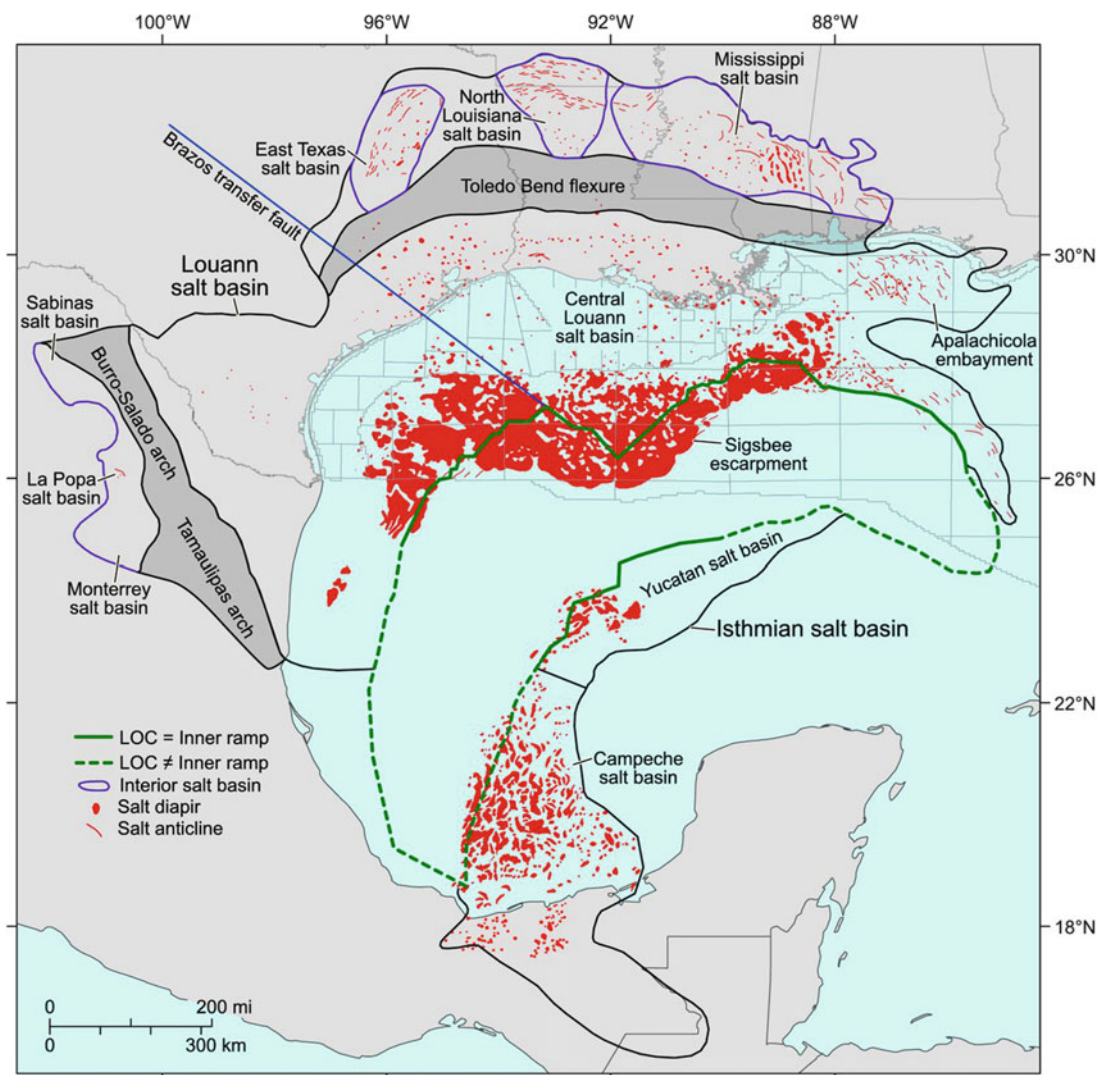 100°W
96°W
92°W
88°W
Mississippi
salt basin
North
Louisiana
salt basin
East Texas
salt basin
Brazos transfer fault
Toledo Bend flexure
30°N
Louann
salt basin
Sabinas
salt basin
Central
Louann
salt basin
Apalachicola
embayment
Burro-Salado arch
Sigsbee
escarpment
26°N
La Popa
salt basin
Tamaulipas arch
Monterrey
salt basin
Yucatan salt basin
Isthmian salt basin
22°N
LOC = Inner ramp
LOC ≠ Inner ramp
Interior salt basin
Salt diapir
Salt anticline
Campeche
salt basin
18°N
0 200 mi
0 300 km